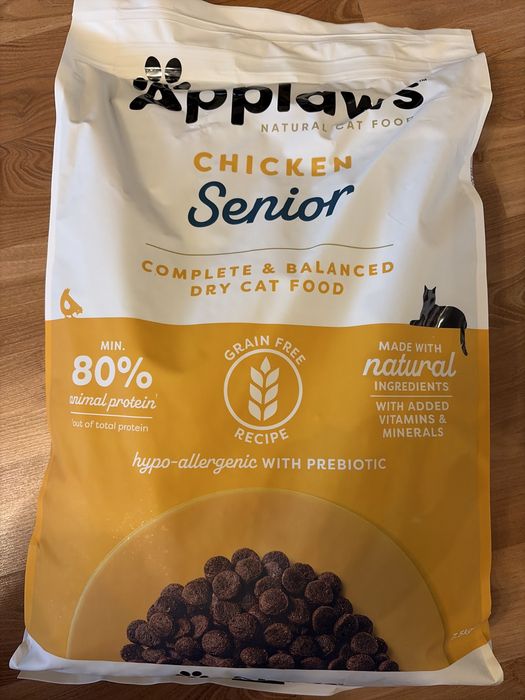 Applaws™
NATURAL CAT FOOD
CHICKEN
Senior
COMPLETE & BALANCED
DRY CAT FOOD
MIN.
80%
animal protein†
†out of total protein
GRAIN FREE
RECIPE
MADE WITH
natural
INGREDIENTS
WITH ADDED
VITAMINS &
MINERALS
hypo-allergenic WITH PREBIOTIC